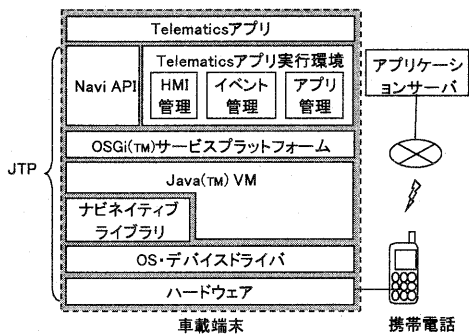 Telematicsアプリ
Navi API
Telematicsアプリ実行環境
HMI
管理
イベント
管理
アプリ
管理
OSGi(TM)サービスプラットフォーム
Java(TM) VM
ナビネイティブ
ライブラリ
OS・デバイスドライバ
ハードウェア
JTP
車載端末
アプリケーシ
ョンサーバ
携帯電話